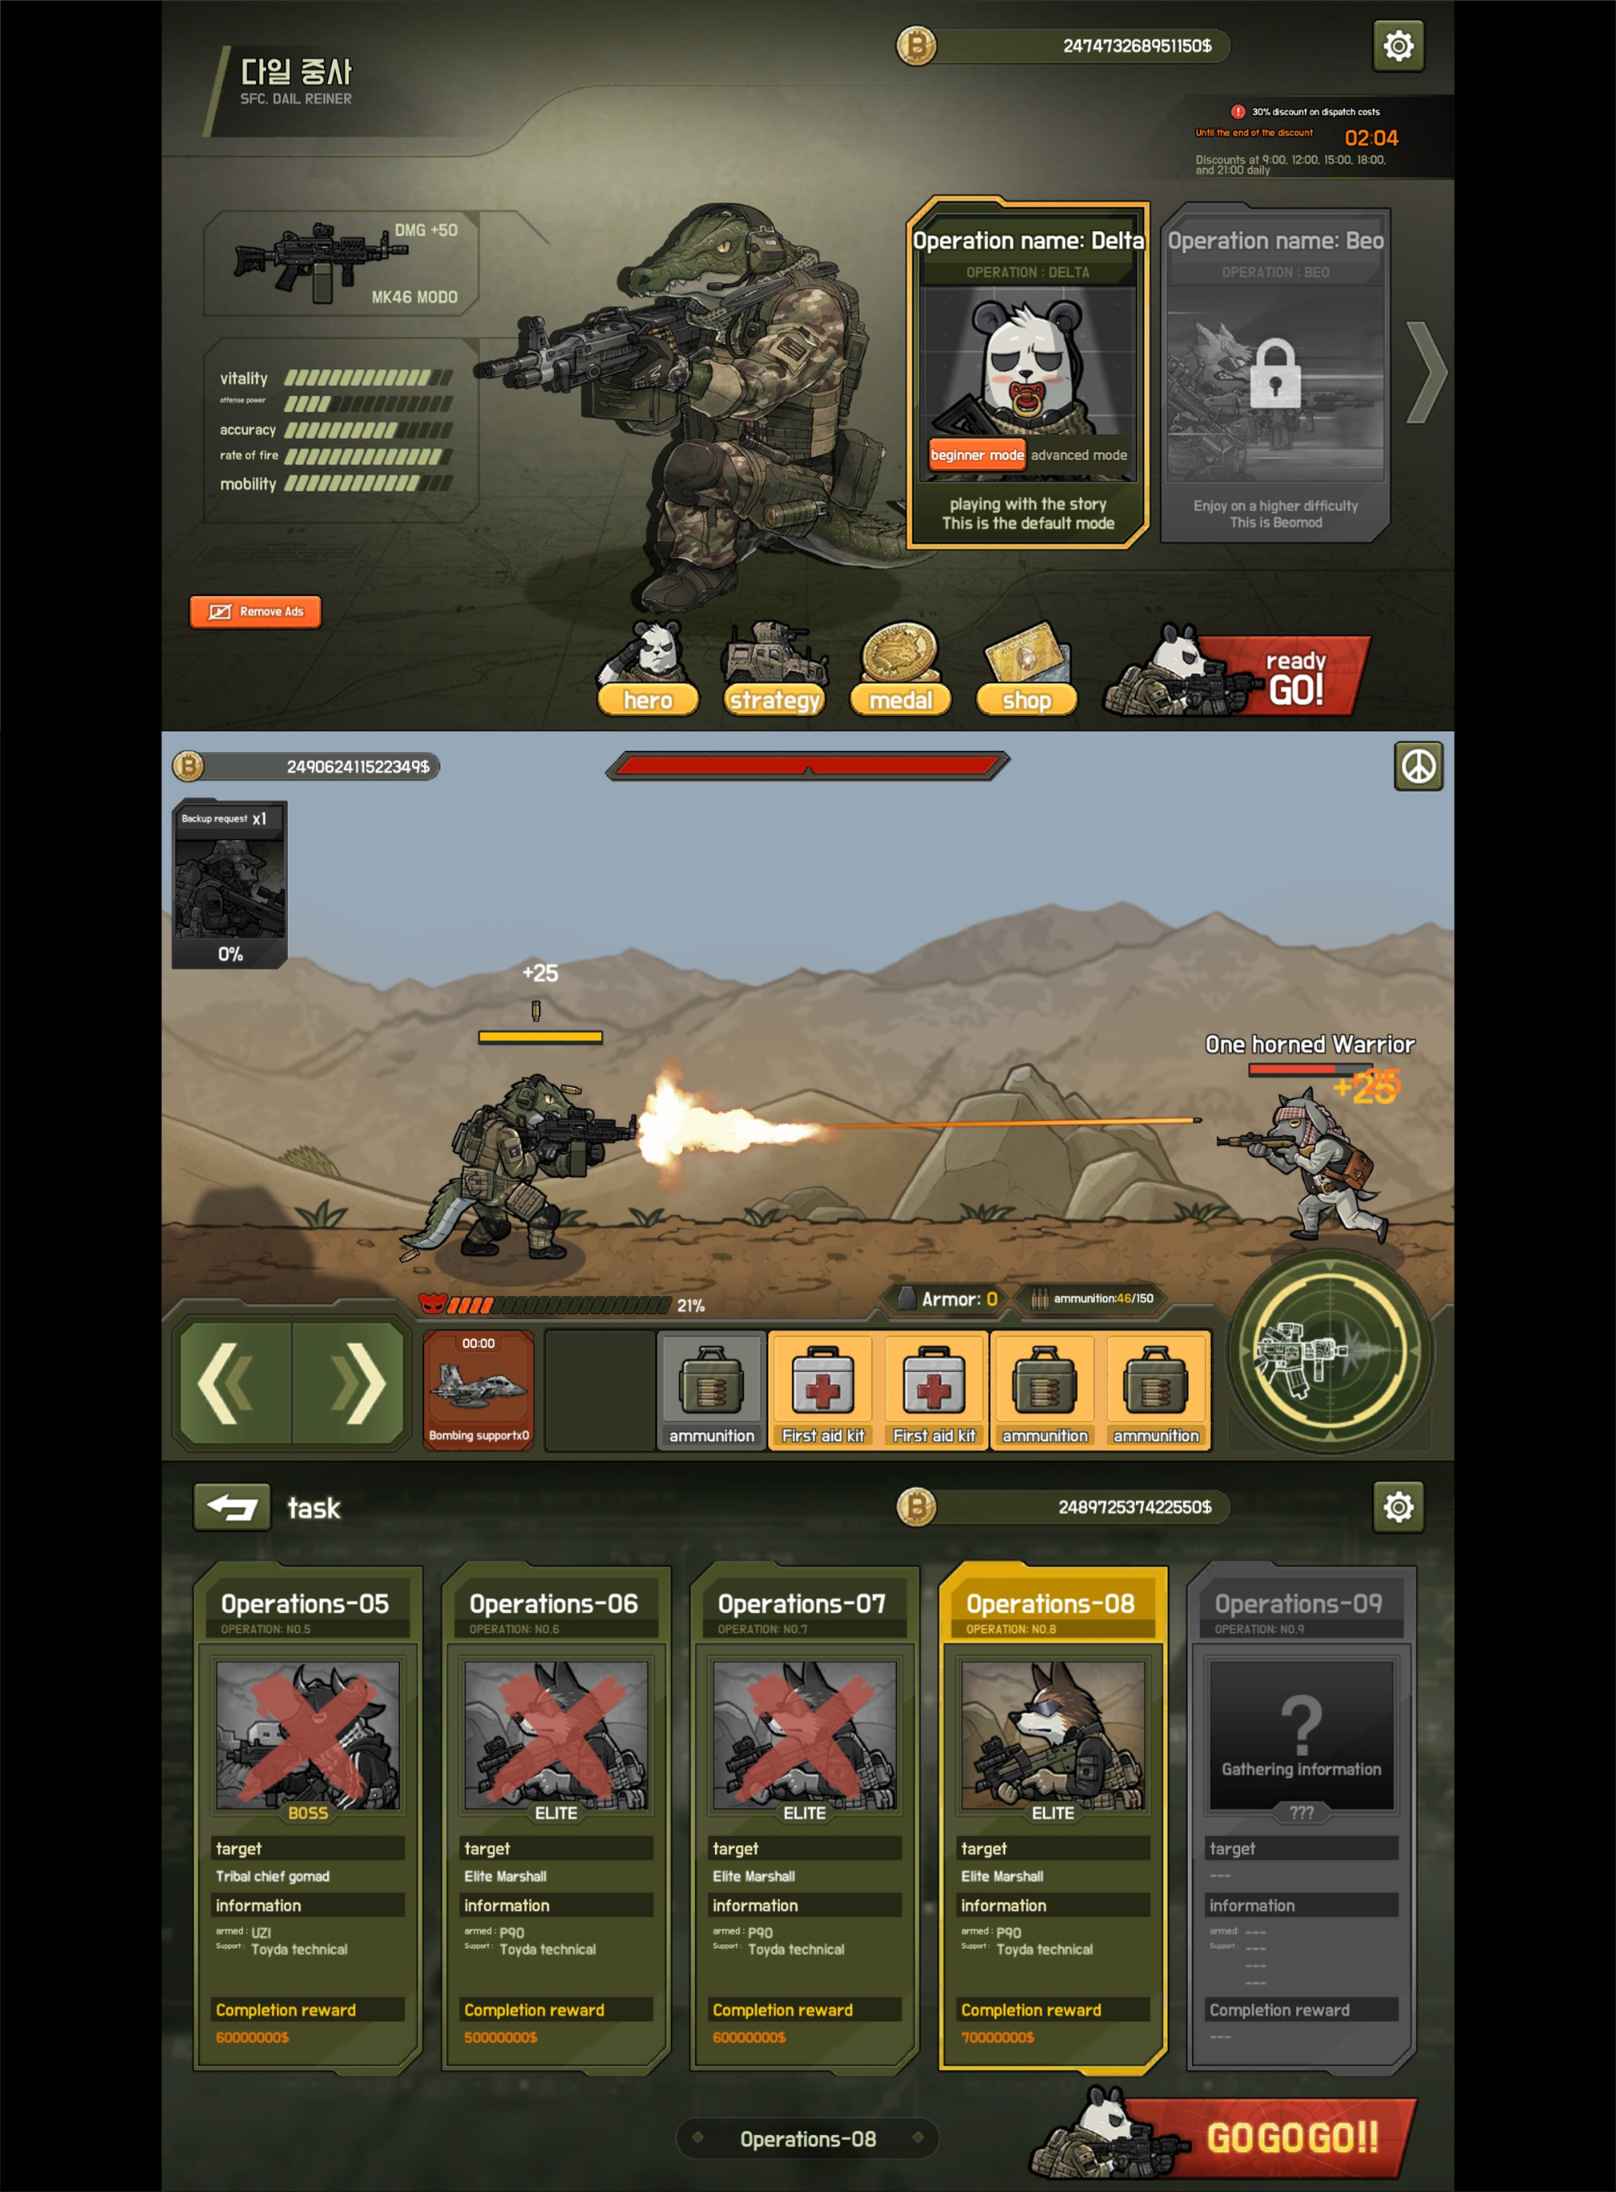 다일 중사
SFC. DAIL REINER
247473268951150$
30% discount on dispatch costs
Until the end of the discount
02:04
Discounts at 9:00, 12:00, 15:00, 18:00,
and 21:00 daily
DMG +50
MK46 MODO
vitality
offense power
accuracy
rate of fire
mobility
Operation name: Delta
OPERATION : DELTA
beginner mode
advanced mode
playing with the story
This is the default mode
Operation name: Beo
OPERATION : BEO
Enjoy on a higher difficulty
This is Beomod
Remove Ads
hero
strategy
medal
shop
ready
GO!
249062411522349$
Backup request x1
0%
+25
One horned Warrior
+25
21%
Armor: 0
ammunition:46/150
00:00
Bombing supportx0
ammunition
First aid kit
First aid kit
ammunition
ammunition
task
248972537422550$
Operations-05
OPERATION: NO.5
BOSS
target
Tribal chief gomad
information
armed : UZI
Support : Toyda technical
Completion reward
60000000$
Operations-06
OPERATION: NO.6
ELITE
target
Elite Marshall
information
armed : P90
Support : Toyda technical
Completion reward
50000000$
Operations-07
OPERATION: NO.7
ELITE
target
Elite Marshall
information
armed : P90
Support : Toyda technical
Completion reward
60000000$
Operations-08
OPERATION: NO.8
ELITE
target
Elite Marshall
information
armed : P90
Support : Toyda technical
Completion reward
70000000$
Operations-09
OPERATION: NO.9
?
Gathering information
???
target
---
information
armed: ---
Support: ---
---
---
Completion reward
---
Operations-08
GO GO GO!!